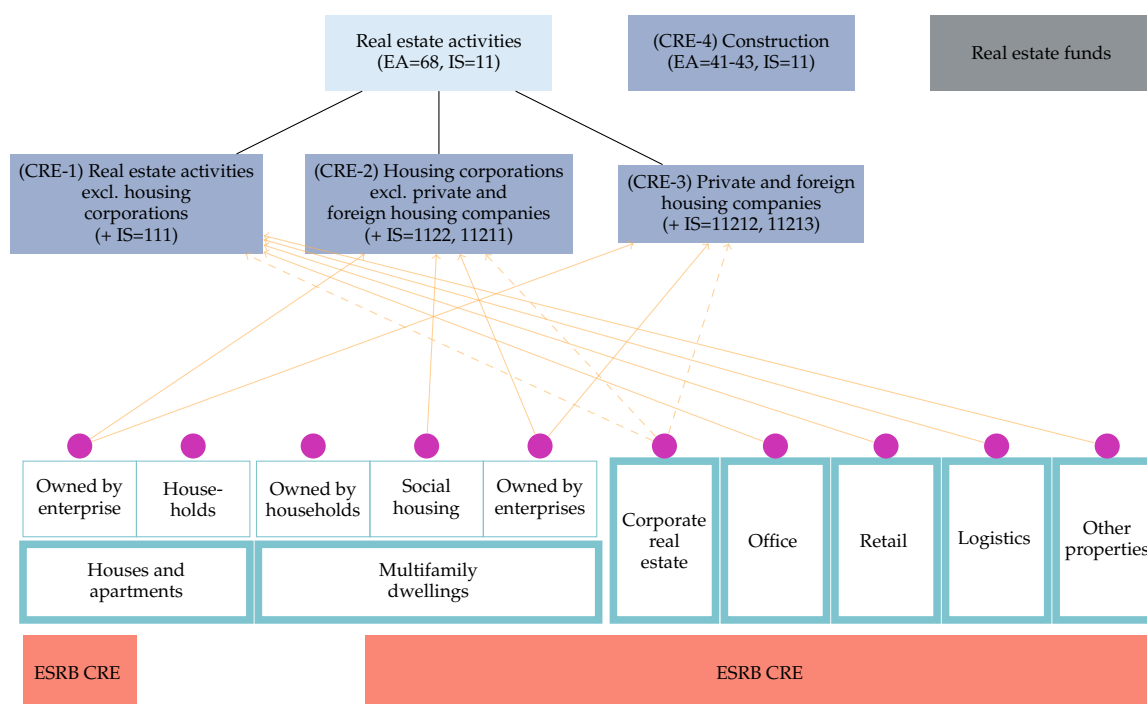 Real estate activities
(EA=68, IS=11)
(CRE-4) Construction
(EA=41-43, IS=11)
Real estate funds
(CRE-1) Real estate activities
excl. housing
corporations
(+ IS=111)
(CRE-2) Housing corporations
excl. private and
foreign housing companies
(+ IS=1122, 11211)
(CRE-3) Private and foreign
housing companies
(+ IS=11212, 11213)
Owned by
enterprise
House-
holds
Owned by
households
Social
housing
Owned by
enterprises
Corporate
real
estate
Office
Retail
Logistics
Other
properties
Houses and
apartments
Multifamily
dwellings
ESRB CRE
ESRB CRE